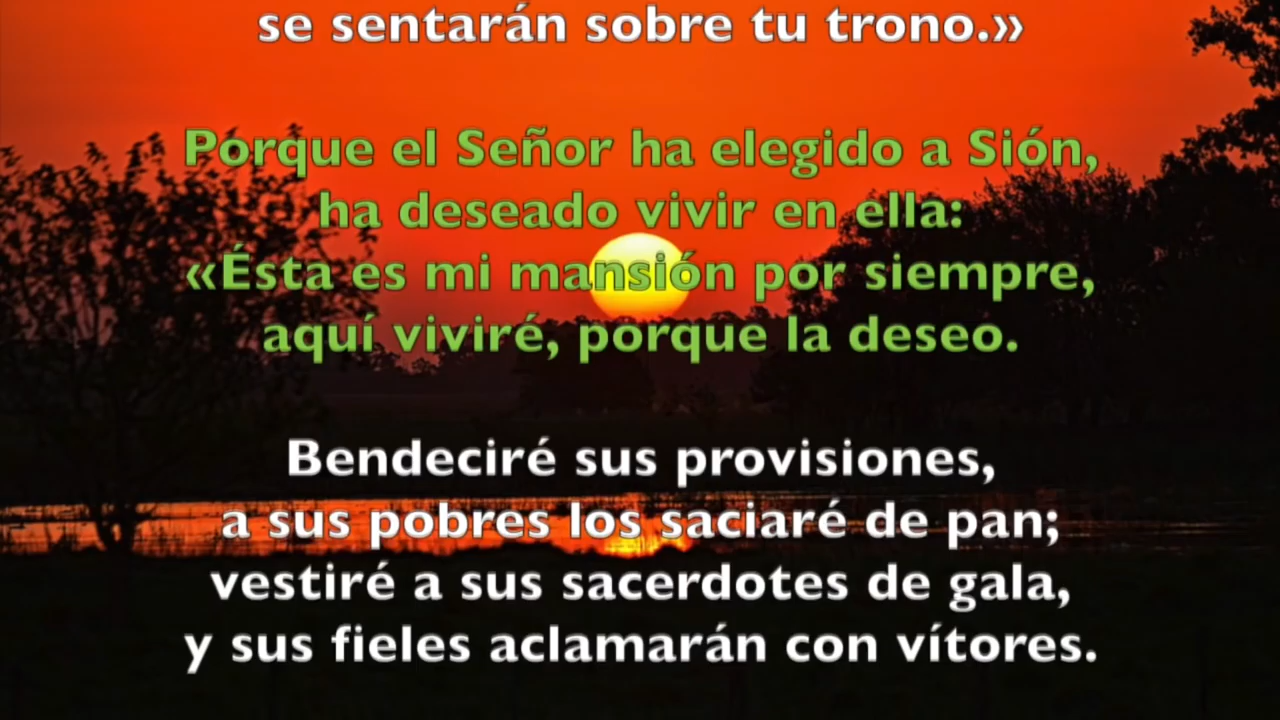 se sentarán sobre tu trono.»
Porque el Señor ha elegido a Sión,
ha deseado vivir en ella:
«Ésta es mi mansión por siempre,
aquí viviré, porque la deseo.
Bendeciré sus provisiones,
a sus pobres los saciaré de pan;
vestiré a sus sacerdotes de gala,
y sus fieles aclamarán con vítores.